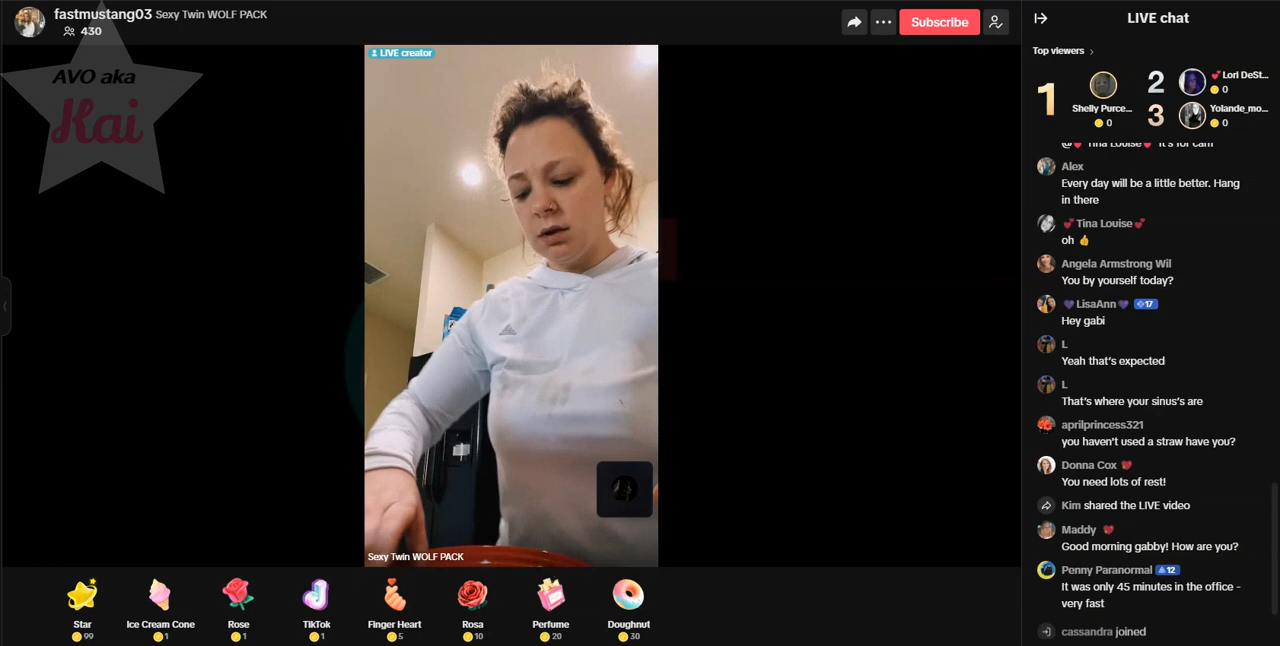 fastmustang03 Sexy Twin WOLF PACK
430
Subscribe
AVO aka
Kai
LIVE creator
Sexy Twin WOLF PACK
Star
99
Ice Cream Cone
1
Rose
1
TikTok
1
Finger Heart
5
Rosa
10
Perfume
20
Doughnut
30
LIVE chat
Top viewers
1
Shelly Purce...
0
2
Lori DeSt...
0
3
Yolande_mo...
0
@❤️ Tina Louise❤️ It's for cam
Alex
Every day will be a little better. Hang
in there
💕Tina Louise💕
oh 👍
Angela Armstrong Wil
You by yourself today?
💜LisaAnn💜 17
Hey gabi
L
Yeah that's expected
L
That's where your sinus's are
aprilprincess321
you haven't used a straw have you?
Donna Cox 💘
You need lots of rest!
Kim shared the LIVE video
Maddy 💘
Good morning gabby! How are you?
Penny Paranormal 12
It was only 45 minutes in the office -
very fast
cassandra joined